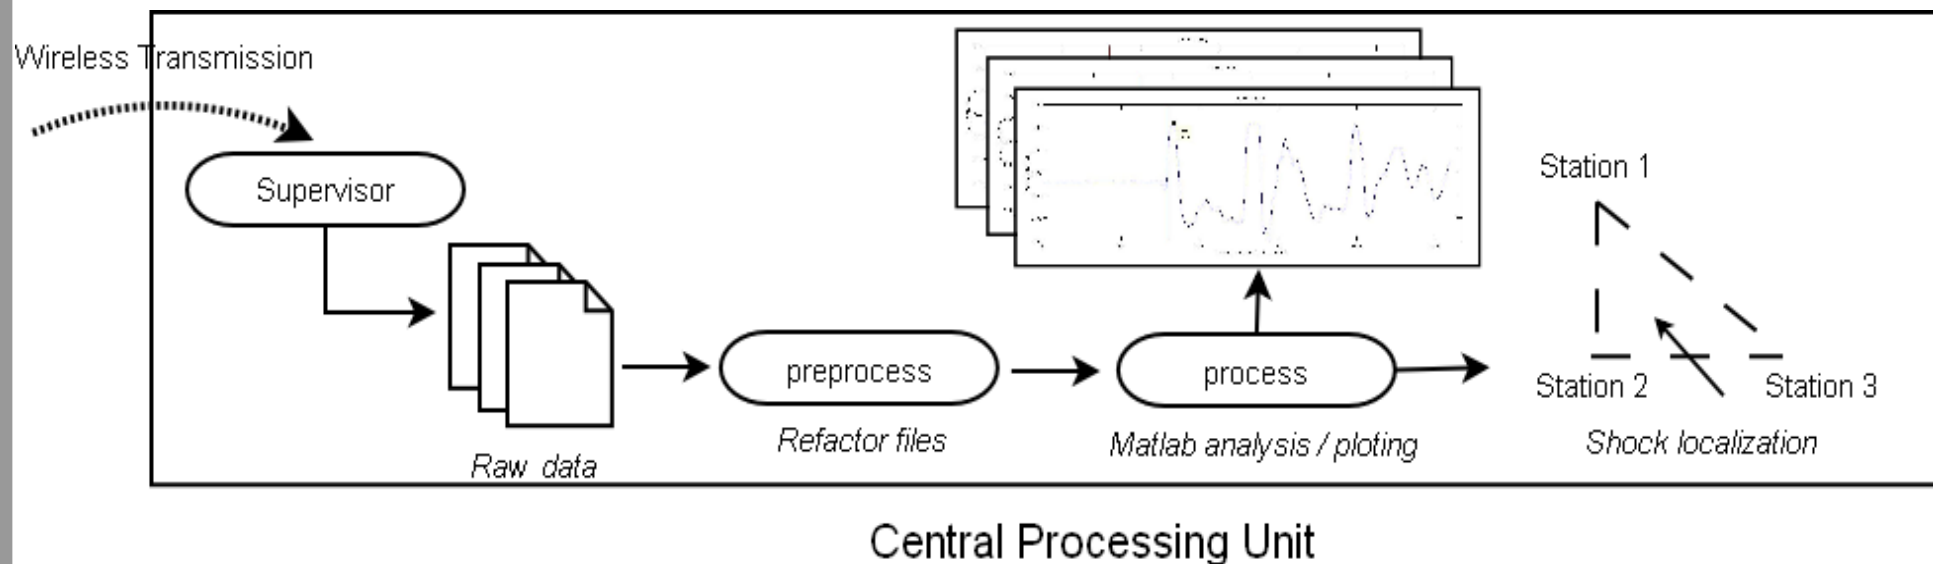 Wireless Transmission
Supervisor
Raw data
preprocess
Refactor files
process
Matlab analysis / ploting
Station 1
Station 2
Station 3
Shock localization
Central Processing Unit